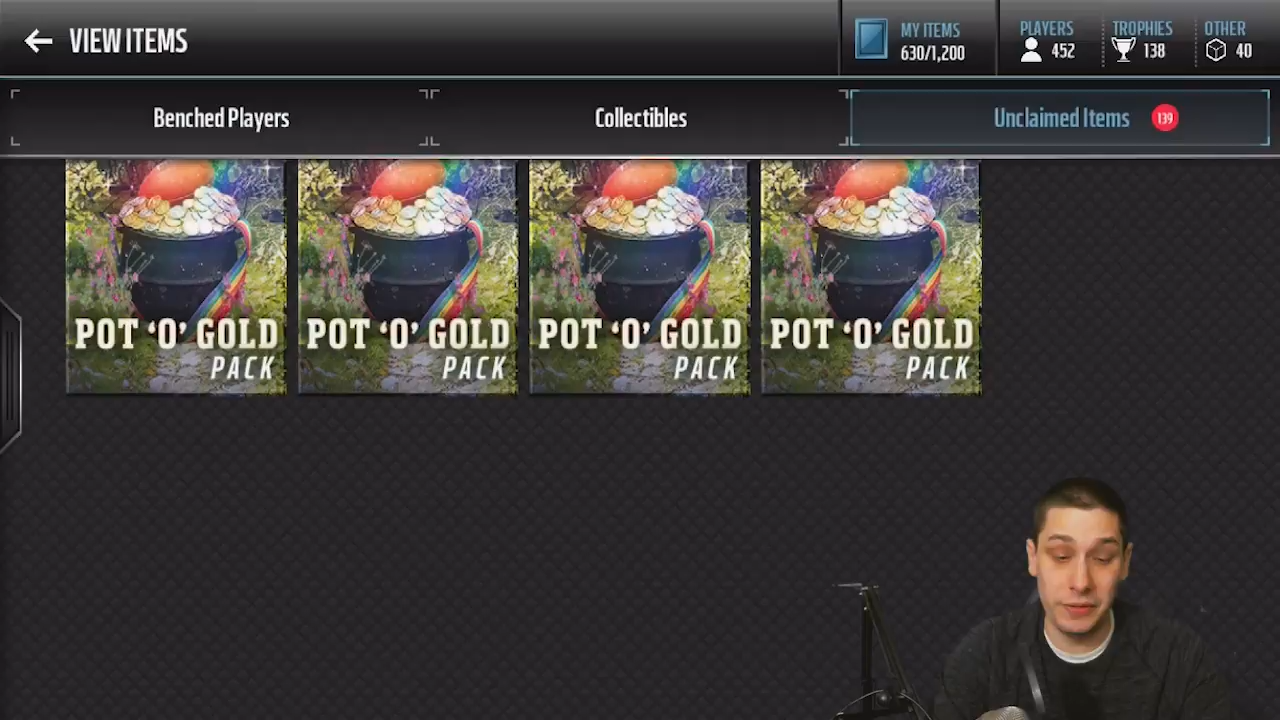 VIEW ITEMS
MY ITEMS
630/1,200
PLAYERS
452
TROPHIES
138
OTHER
40
Benched Players
Collectibles
Unclaimed Items 139
POT ‘O’ GOLD
PACK
POT ‘O’ GOLD
PACK
POT ‘O’ GOLD
PACK
POT ‘O’ GOLD
PACK